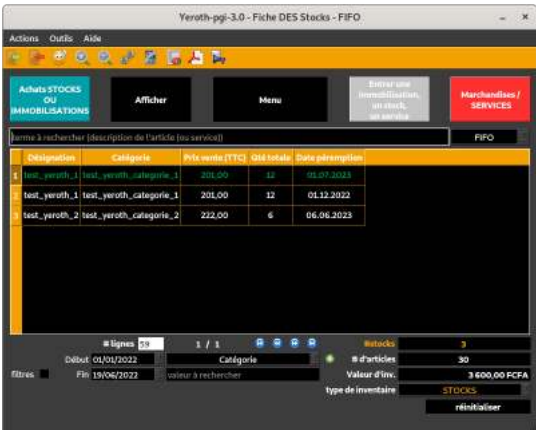 Yeroth-pgi-3.0 - Fiche DES Stocks - FIFO
Actions Outils Aide
Achats STOCKS
OU
IMMOBILISATIONS
Afficher
Menu
Entrer une
immobilisation,
un stock,
un service
Marchandises /
SERVICES
terme à rechercher (description de l'article (ou service))
FIFO
Désignation Catégorie Prix vente (TTC) Qté totale Date péremption
1 test_yeroth_1 test_yeroth_categorie_1 201,00 12 01.07.2023
2 test_yeroth_1 test_yeroth_categorie_1 201,00 12 01.12.2022
3 test_yeroth_2 test_yeroth_categorie_2 222,00 6 06.06.2023
# lignes 59 1 / 1 #stocks 3
Début 01/01/2022 Catégorie # d'articles 30
filtres Fin 19/06/2022 valeur à rechercher Valeur d'inv. 3 600,00 FCFA
type de inventaire STOCKS
réinitialiser